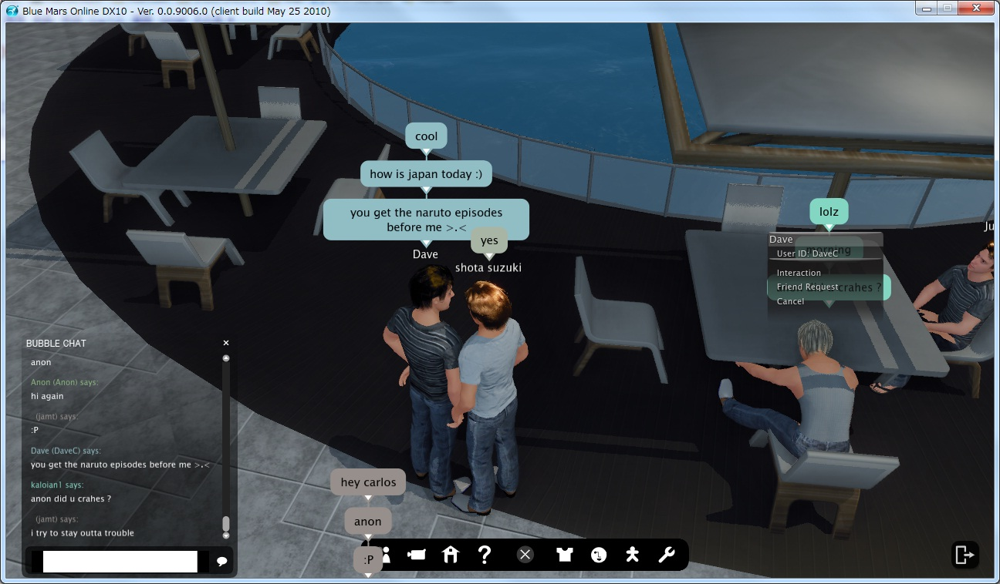 Blue Mars Online DX10 - Ver. 0.0.9006.0 (client build May 25 2010)
cool
how is japan today :)
you get the naruto episodes
before me >.<
Dave
yes
shota suzuki
lolz
Dave
User ID: DaveC
Interaction
Friend Request
Cancel
crahes ?
Ju
BUBBLE CHAT
anon
Anon (Anon) says:
hi again
(jamt) says:
:P
Dave (DaveC) says:
you get the naruto episodes before me >.<
kaloian1 says:
anon did u crahes ?
(jamt) says:
i try to stay outta trouble
hey carlos
anon
:P
?